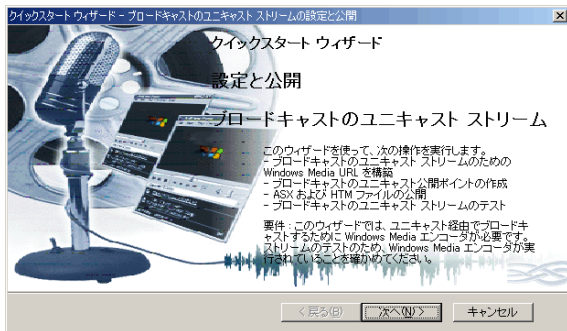 クイックスタート ウィザード - ブロードキャストのユニキャスト ストリームの設定と公開
クイックスタート ウィザード
設定と公開
ブロードキャストのユニキャスト ストリーム
このウィザードを使って、次の操作を実行します。
- ブロードキャストのユニキャスト ストリームのための
Windows Media URL を構築
- ブロードキャストのユニキャスト公開ポイントの作成
- ASX および HTM ファイルの公開
- ブロードキャストのユニキャスト ストリームのテスト
要件 : このウィザードでは、ユニキャスト経由でブロードキ
ャストするために Windows Media エンコーダが必要です。
ストリームのテストのため、Windows Media エンコーダが実
行されていることを確かめてください。
< 戻る(B)
次へ(N) >
キャンセル